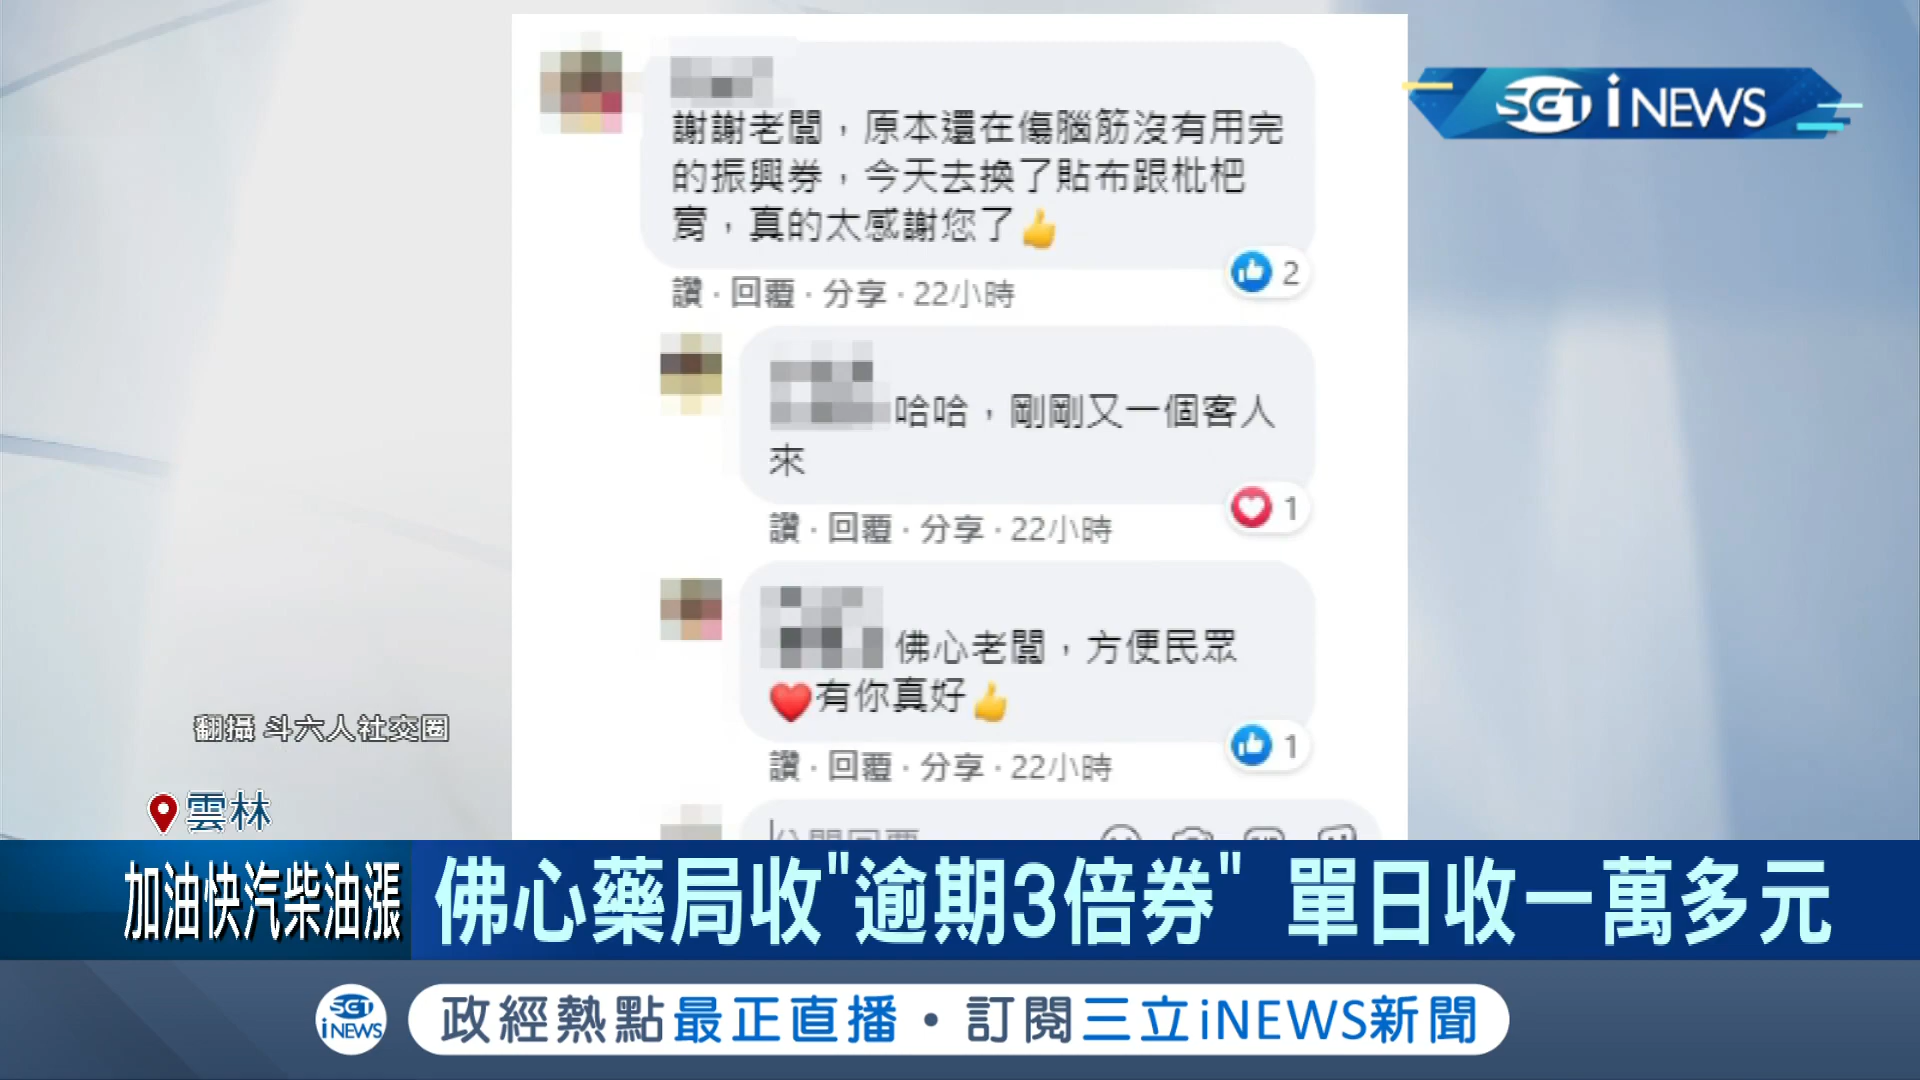 SET iNEWS
謝謝老闆，原本還在傷腦筋沒有用完
的振興券，今天去換了貼布跟枇杷
膏，真的太感謝您了👍
2
讚 · 回覆 · 分享 · 22小時
哈哈，剛剛又一個客人
來
1
讚 · 回覆 · 分享 · 22小時
佛心老闆，方便民眾
❤️有你真好👍
1
讚 · 回覆 · 分享 · 22小時
翻攝 斗六人社交圈
雲林
加油快汽柴油漲
佛心藥局收"逾期3倍券" 單日收一萬多元
SET iNEWS
政經熱點最正直播・訂閱三立iNEWS新聞